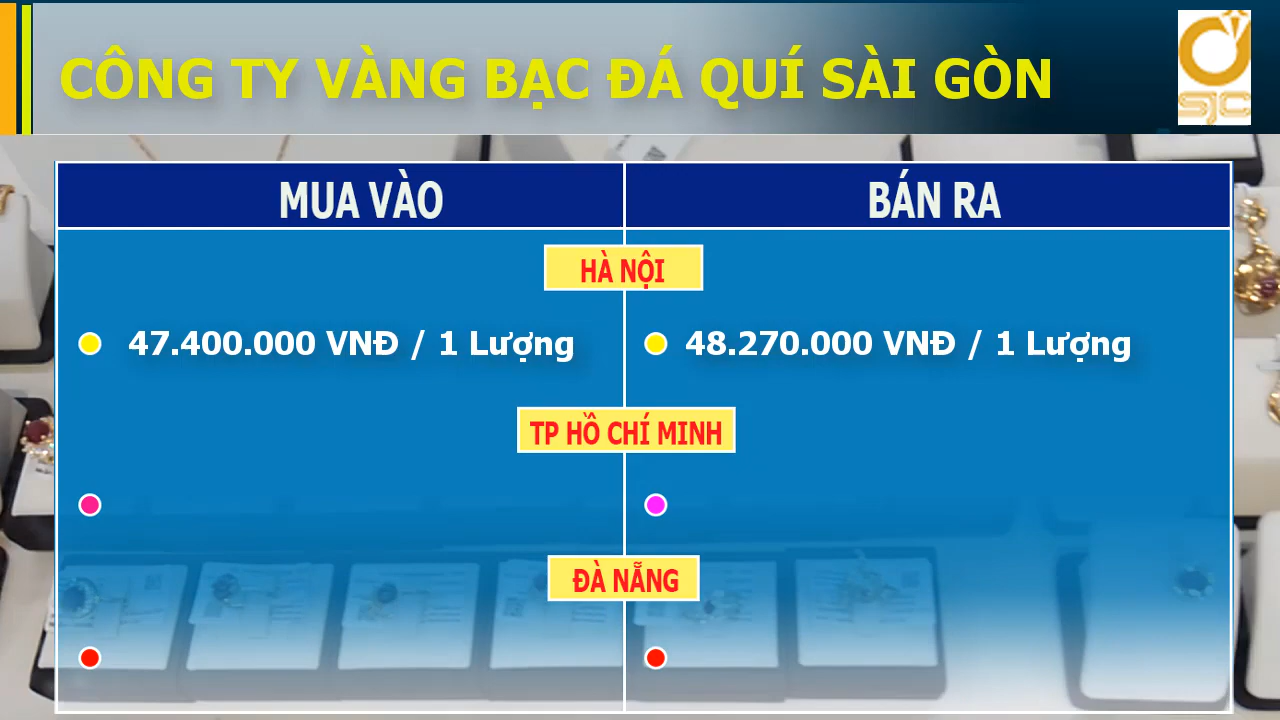 CÔNG TY VÀNG BẠC ĐÁ QUÍ SÀI GÒN
SJC
MUA VÀO
BÁN RA
HÀ NỘI
47.400.000 VNĐ / 1 Lượng
48.270.000 VNĐ / 1 Lượng
TP HỒ CHÍ MINH
ĐÀ NẴNG